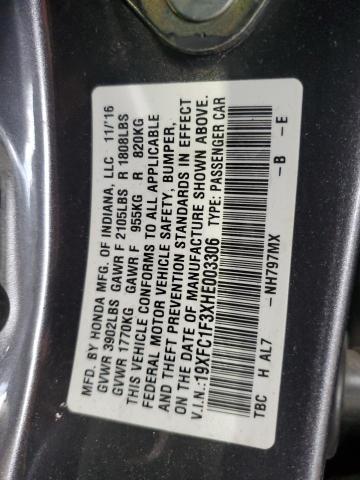 MFD. BY HONDA MFG. OF INDIANA, LLC 11/'16
GVWR 3902LBS GAWR F 2105LBS R 1808LBS
GVWR 1770KG GAWR F 955KG R 820KG
THIS VEHICLE CONFORMS TO ALL APPLICABLE
FEDERAL MOTOR VEHICLE SAFETY, BUMPER,
AND THEFT PREVENTION STANDARDS IN EFFECT
ON THE DATE OF MANUFACTURE SHOWN ABOVE.
V.I.N.: 19XFC1F3XHE003306 TYPE: PASSENGER CAR
TBC H AL7 -NH797MX -B -E